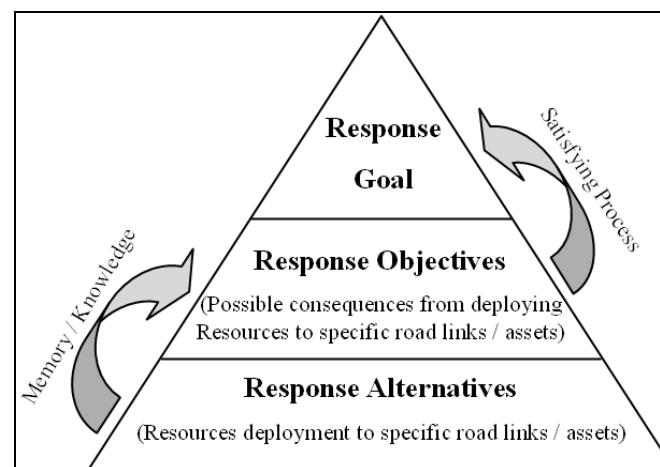 Response
Goal
Satisfying Process
Response Objectives
(Possible consequences from deploying
Resources to specific road links / assets)
Memory / Knowledge
Response Alternatives
(Resources deployment to specific road links / assets)